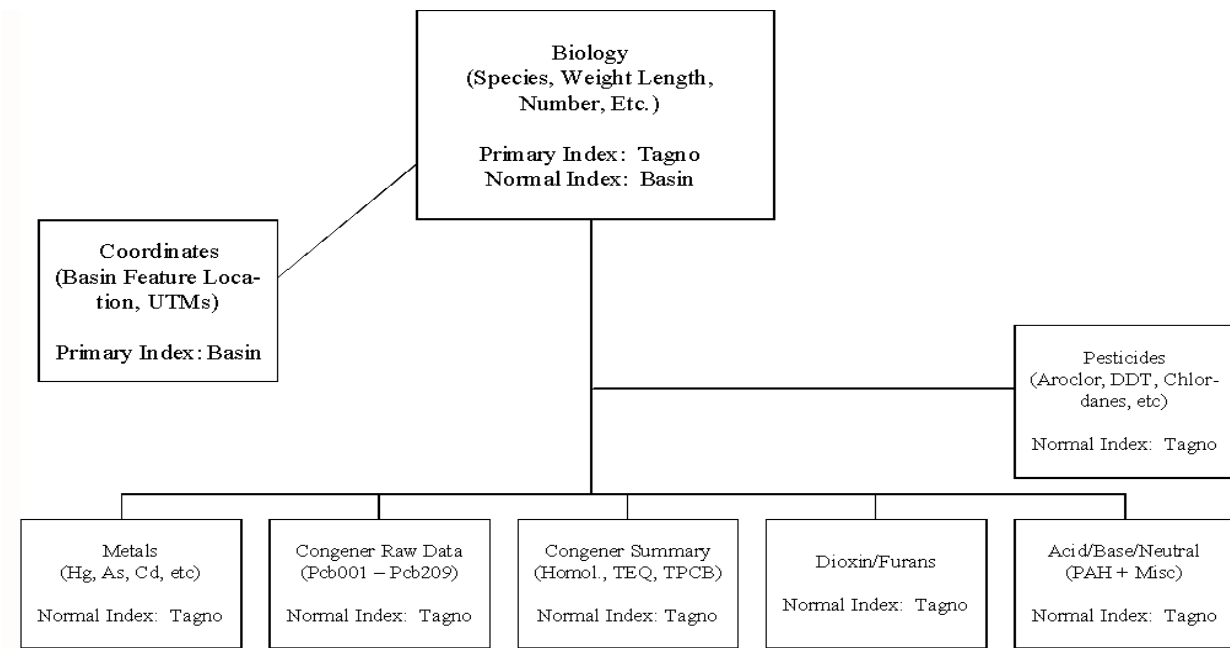 Biology
(Species, Weight Length,
Number, Etc.)
Primary Index: Tagno
Normal Index: Basin
Coordinates
(Basin Feature Loca-
tion, UTMs)
Primary Index: Basin
Pesticides
(Aroclor, DDT, Chlor-
danes, etc)
Normal Index: Tagno
Metals
(Hg, As, Cd, etc)
Normal Index: Tagno
Congener Raw Data
(Pcb001 – Pcb209)
Normal Index: Tagno
Congener Summary
(Homol., TEQ, TPCB)
Normal Index: Tagno
Dioxin/Furans
Normal Index: Tagno
Acid/Base/Neutral
(PAH + Misc)
Normal Index: Tagno